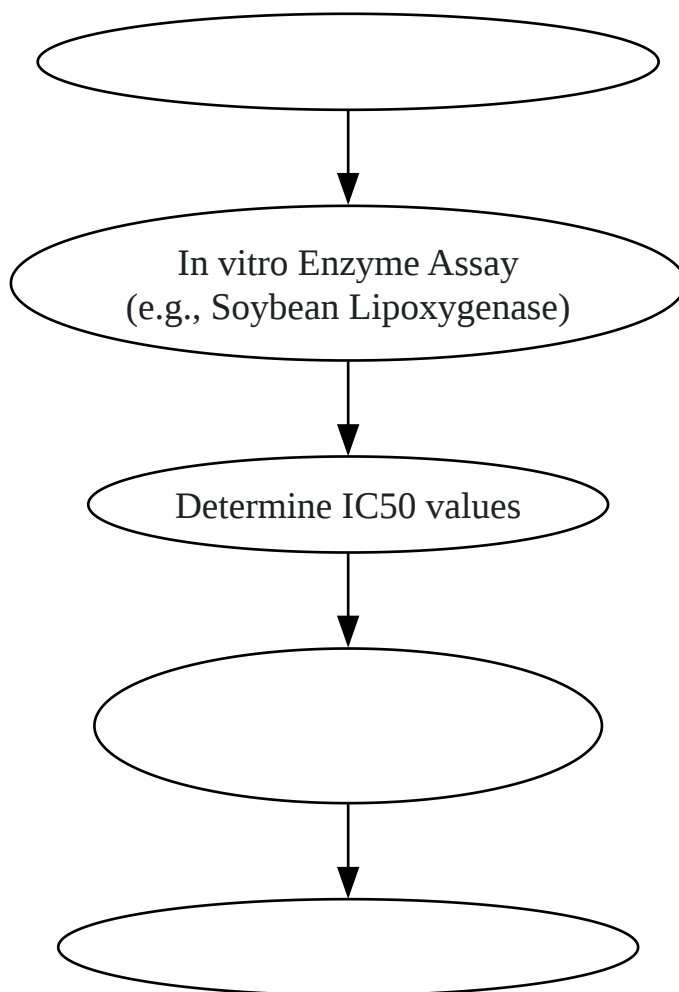 In vitro Enzyme Assay
(e.g., Soybean Lipoxygenase)
Determine IC50 values